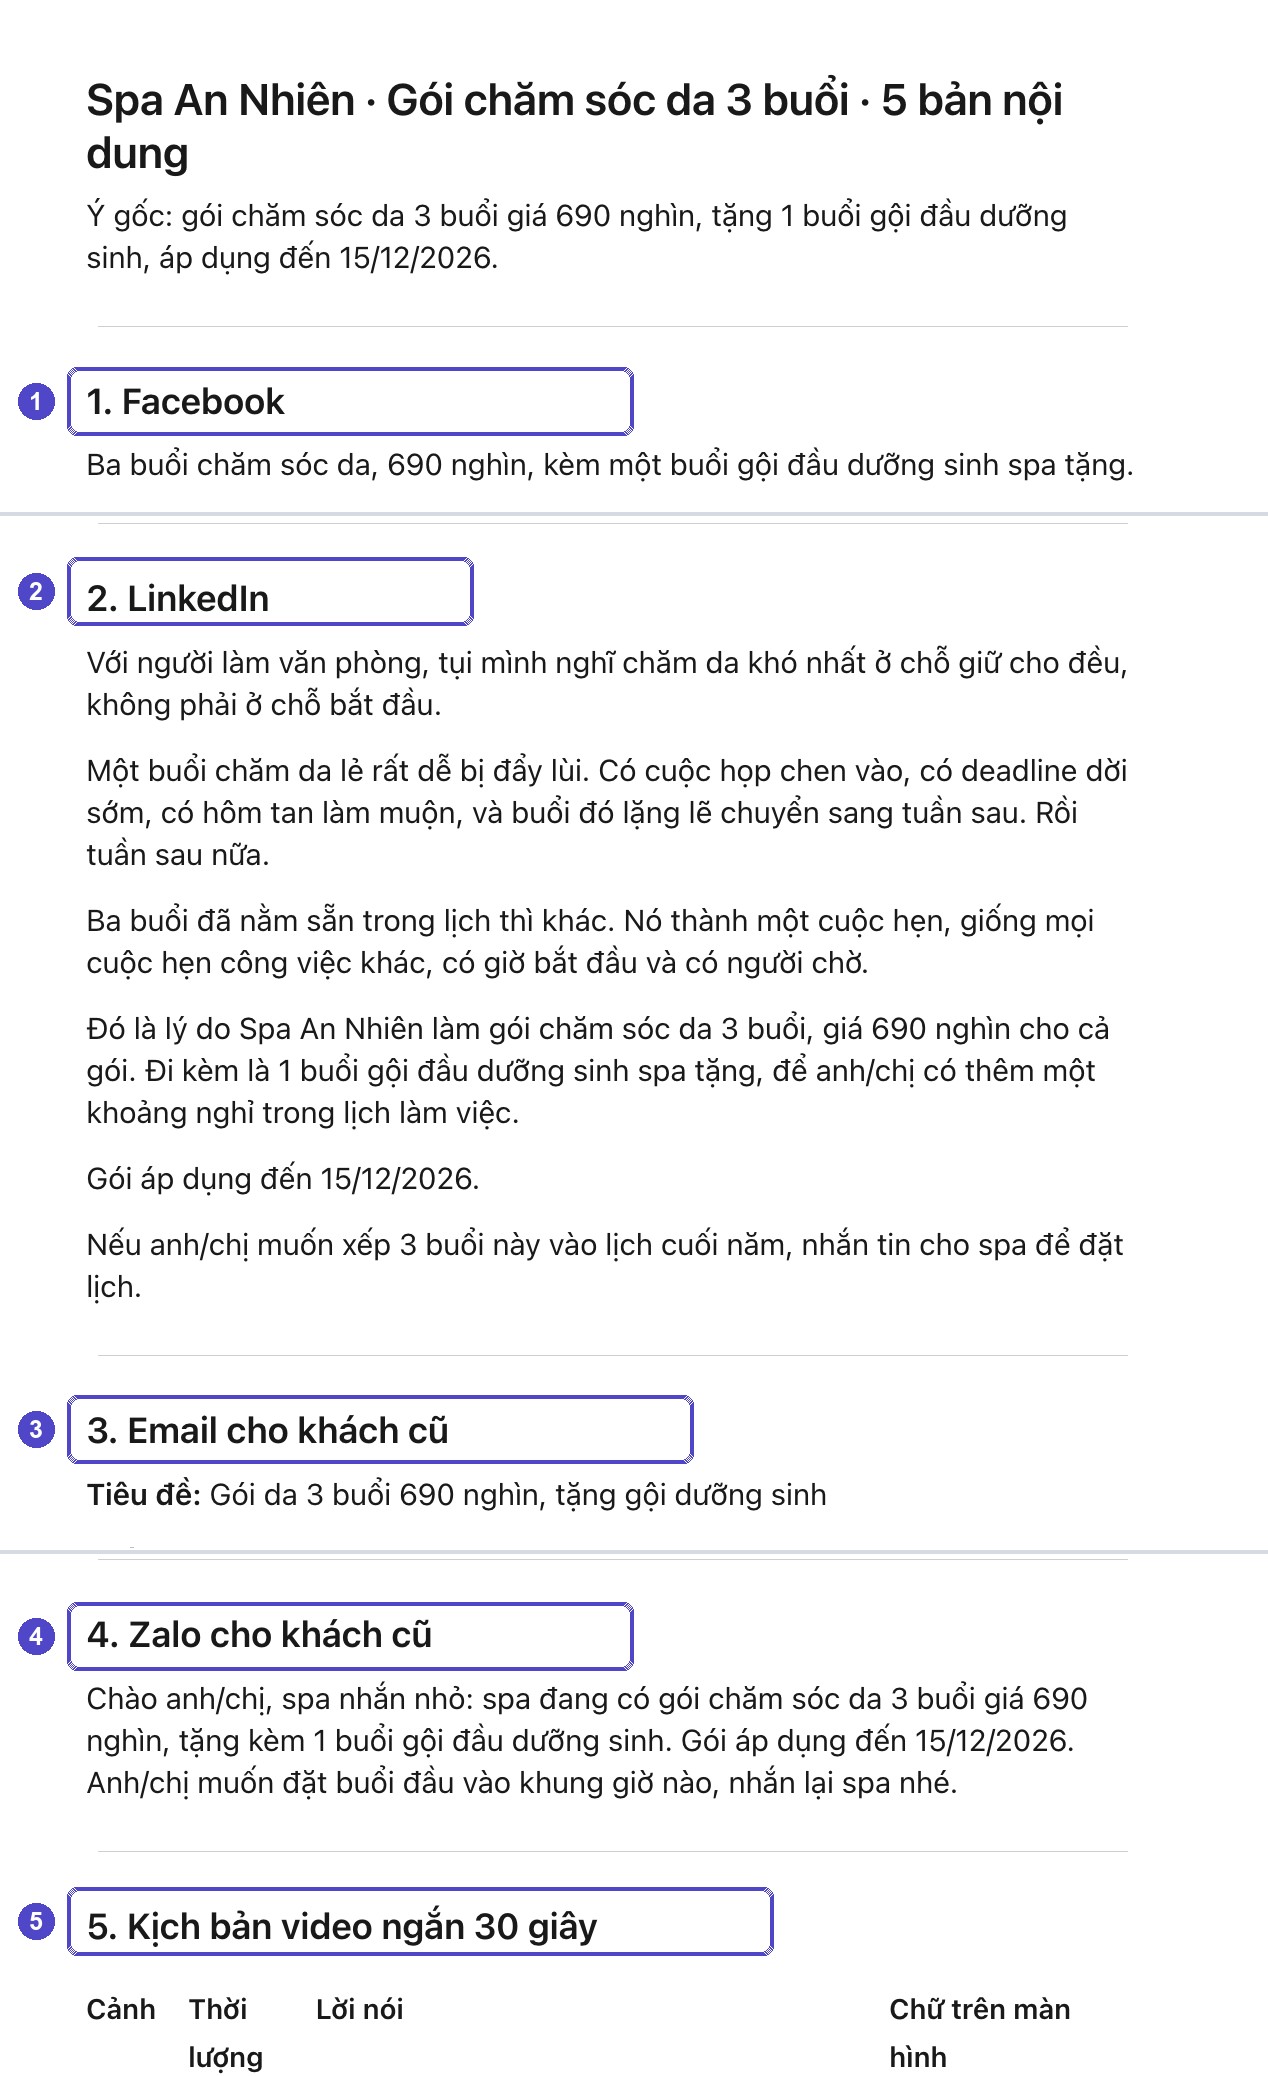 Spa An Nhiên · Gói chăm sóc da 3 buổi · 5 bản nội
dung
Ý gốc: gói chăm sóc da 3 buổi giá 690 nghìn, tặng 1 buổi gội đầu dưỡng
sinh, áp dụng đến 15/12/2026.
1
1. Facebook
Ba buổi chăm sóc da, 690 nghìn, kèm một buổi gội đầu dưỡng sinh spa tặng.
2
2. LinkedIn
Với người làm văn phòng, tụi mình nghĩ chăm da khó nhất ở chỗ giữ cho đều,
không phải ở chỗ bắt đầu.
Một buổi chăm da lẻ rất dễ bị đẩy lùi. Có cuộc họp chen vào, có deadline dời
sớm, có hôm tan làm muộn, và buổi đó lặng lẽ chuyển sang tuần sau. Rồi
tuần sau nữa.
Ba buổi đã nằm sẵn trong lịch thì khác. Nó thành một cuộc hẹn, giống mọi
cuộc hẹn công việc khác, có giờ bắt đầu và có người chờ.
Đó là lý do Spa An Nhiên làm gói chăm sóc da 3 buổi, giá 690 nghìn cho cả
gói. Đi kèm là 1 buổi gội đầu dưỡng sinh spa tặng, để anh/chị có thêm một
khoảng nghỉ trong lịch làm việc.
Gói áp dụng đến 15/12/2026.
Nếu anh/chị muốn xếp 3 buổi này vào lịch cuối năm, nhắn tin cho spa để đặt
lịch.
3
3. Email cho khách cũ
Tiêu đề: Gói da 3 buổi 690 nghìn, tặng gội dưỡng sinh
4
4. Zalo cho khách cũ
Chào anh/chị, spa nhắn nhỏ: spa đang có gói chăm sóc da 3 buổi giá 690
nghìn, tặng kèm 1 buổi gội đầu dưỡng sinh. Gói áp dụng đến 15/12/2026.
Anh/chị muốn đặt buổi đầu vào khung giờ nào, nhắn lại spa nhé.
5
5. Kịch bản video ngắn 30 giây
Cảnh Thời lượng Lời nói Chữ trên màn hình